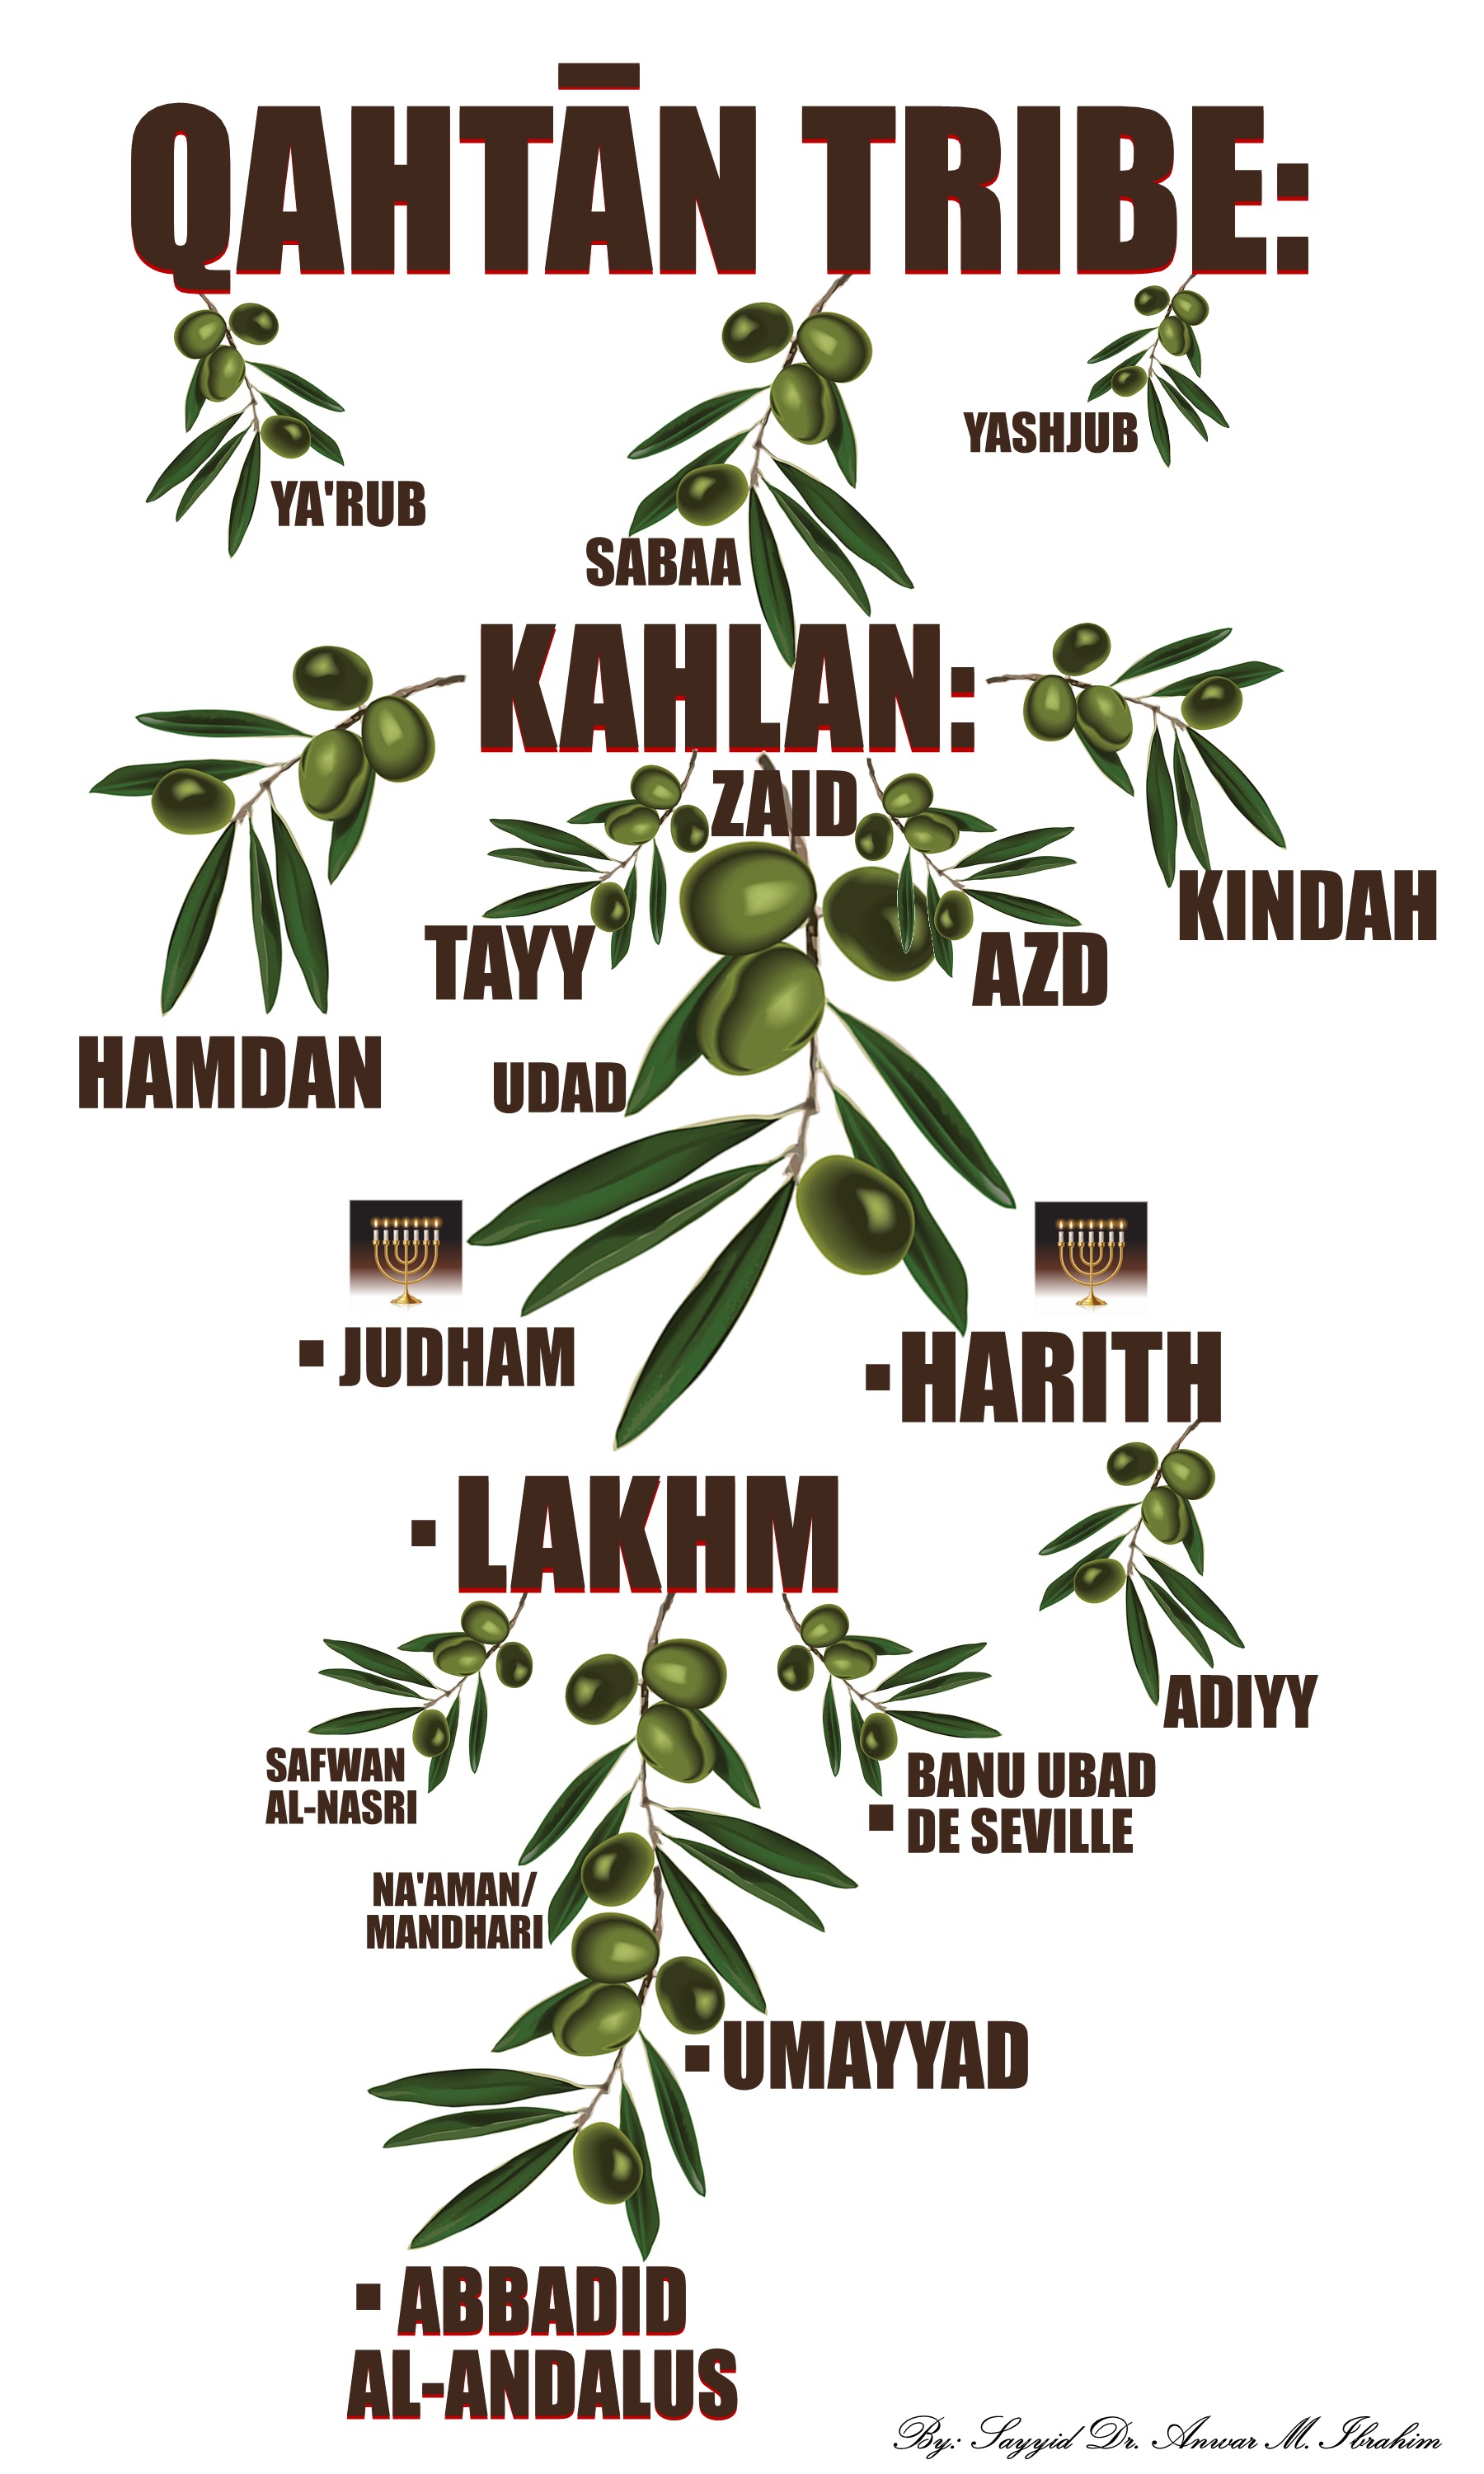 QAHTĀN TRIBE:
YASHJUB
YA'RUB
SABAA
KAHLAN:
ZAID
KINDAH
TAYY
AZD
HAMDAN
UDAD
▪ JUDHAM
▪ HARITH
▪ LAKHM
ADIYY
SAFWAN
AL-NASRI
▪ BANU UBAD
DE SEVILLE
NA'AMAN/
MANDHARI
▪ UMAYYAD
▪ ABBADID
AL-ANDALUS
By: Sayyid Dr. Anwar M. Ibrahim